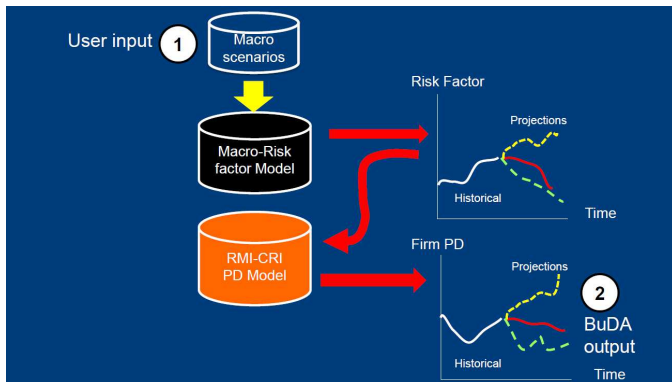 User input
1
Macro
scenarios
Macro-Risk
factor Model
Risk Factor
Projections
Historical
Time
RMI-CRI
PD Model
Firm PD
Projections
Historical
2
BuDA
output